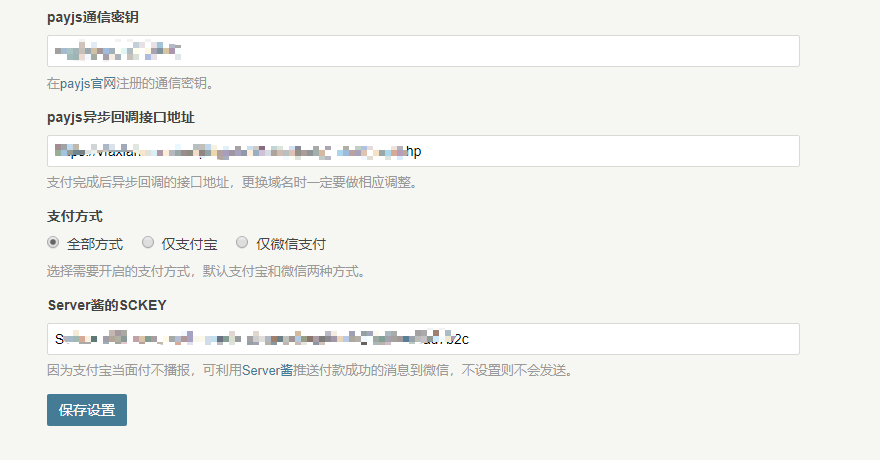 payjs通信密钥
在payjs官网注册的通信密钥。
payjs异步回调接口地址
支付完成后异步回调的接口地址，更换域名时一定要做相应调整。
支付方式
全部方式 仅支付宝 仅微信支付
选择需要开启的支付方式，默认支付宝和微信两种方式。
Server酱的SCKEY
因为支付宝当面付不播报，可利用Server酱推送付款成功的消息到微信，不设置则不会发送。
保存设置